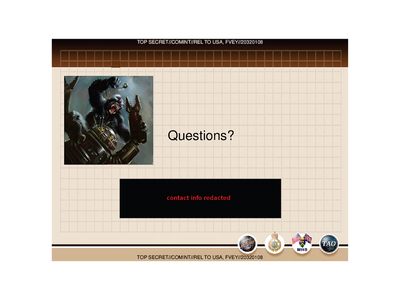 TOP SECRET//COMINT//REL TO USA, FVEY//20320108
Questions?
contact info redacted
TAO
TOP SECRET//COMINT//REL TO USA, FVEY//20320108